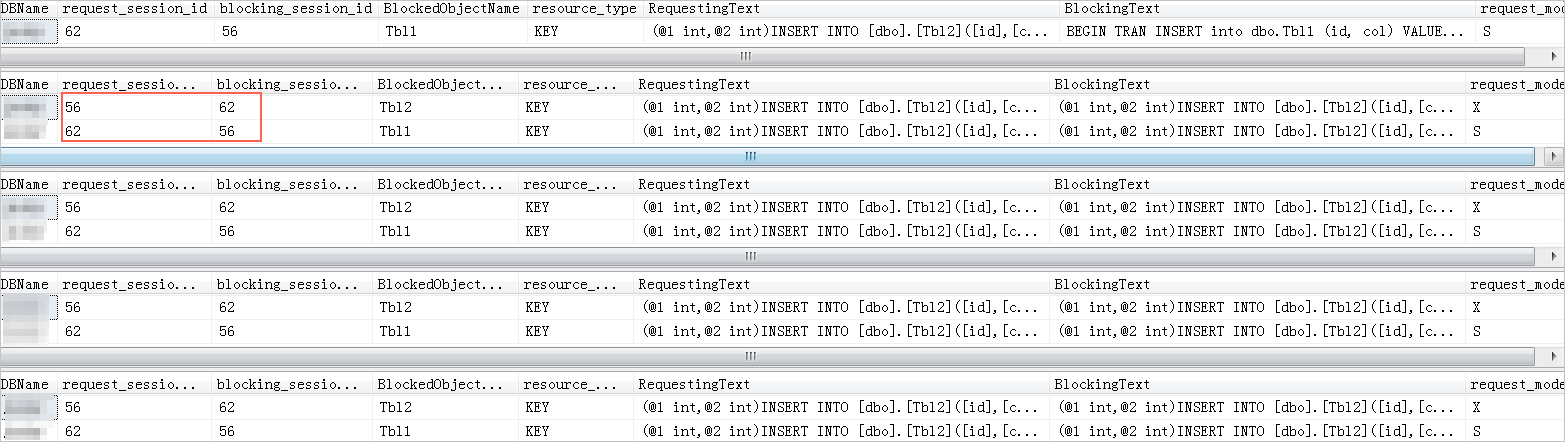 DBName request_session_id blocking_session_id BlockedObjectName resource_type RequestingText BlockingText request_mod
62 56 Tbl1 KEY (@1 int,@2 int)INSERT INTO [dbo].[Tbl2]([id],[c... BEGIN TRAN INSERT into dbo.Tbl1 (id, col) VALUE... S
DBName request_sessio... blocking_sessio... BlockedObject... resource_... RequestingText BlockingText request_mode
56 62 Tbl2 KEY (@1 int,@2 int)INSERT INTO [dbo].[Tbl2]([id],[c... (@1 int,@2 int)INSERT INTO [dbo].[Tbl2]([id],[c... X
62 56 Tbl1 KEY (@1 int,@2 int)INSERT INTO [dbo].[Tbl2]([id],[c... (@1 int,@2 int)INSERT INTO [dbo].[Tbl2]([id],[c... S
DBName request_sessio... blocking_sessio... BlockedObject... resource_... RequestingText BlockingText request_mode
56 62 Tbl2 KEY (@1 int,@2 int)INSERT INTO [dbo].[Tbl2]([id],[c... (@1 int,@2 int)INSERT INTO [dbo].[Tbl2]([id],[c... X
62 56 Tbl1 KEY (@1 int,@2 int)INSERT INTO [dbo].[Tbl2]([id],[c... (@1 int,@2 int)INSERT INTO [dbo].[Tbl2]([id],[c... S
DBName request_sessio... blocking_sessio... BlockedObject... resource_... RequestingText BlockingText request_mode
56 62 Tbl2 KEY (@1 int,@2 int)INSERT INTO [dbo].[Tbl2]([id],[c... (@1 int,@2 int)INSERT INTO [dbo].[Tbl2]([id],[c... X
62 56 Tbl1 KEY (@1 int,@2 int)INSERT INTO [dbo].[Tbl2]([id],[c... (@1 int,@2 int)INSERT INTO [dbo].[Tbl2]([id],[c... S
DBName request_sessio... blocking_sessio... BlockedObject... resource_... RequestingText BlockingText request_mode
56 62 Tbl2 KEY (@1 int,@2 int)INSERT INTO [dbo].[Tbl2]([id],[c... (@1 int,@2 int)INSERT INTO [dbo].[Tbl2]([id],[c... X
62 56 Tbl1 KEY (@1 int,@2 int)INSERT INTO [dbo].[Tbl2]([id],[c... (@1 int,@2 int)INSERT INTO [dbo].[Tbl2]([id],[c... S